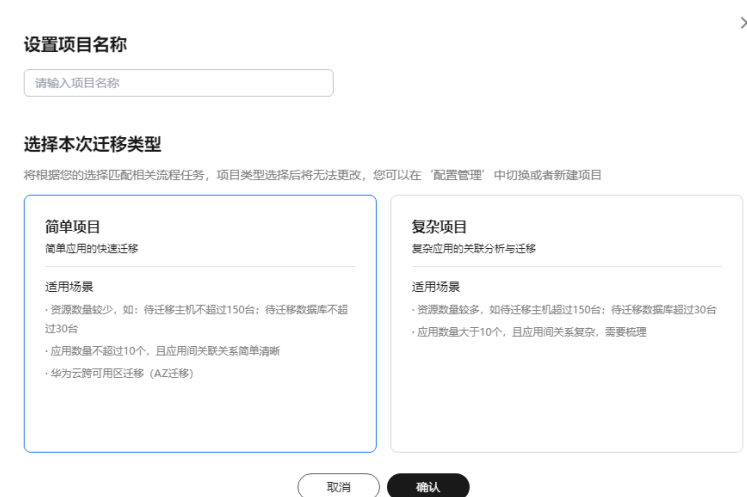 设置项目名称
请输入项目名称
选择本次迁移类型
将根据您的选择匹配相关流程任务，项目类型选择后将无法更改，您可以在‘配置管理’中切换或者新建项目
简单项目
简单应用的快速迁移
适用场景
· 资源数量较少，如：待迁移主机不超过150台；待迁移数据库不超
过30台
· 应用数量不超过10个，且应用间关联关系简单清晰
· 华为云跨可用区迁移（AZ迁移）
复杂项目
复杂应用的关联分析与迁移
适用场景
· 资源数量较多，如待迁移主机超过150台；待迁移数据库超过30台
· 应用数量大于10个，且应用间关系复杂，需要梳理
取消
确认